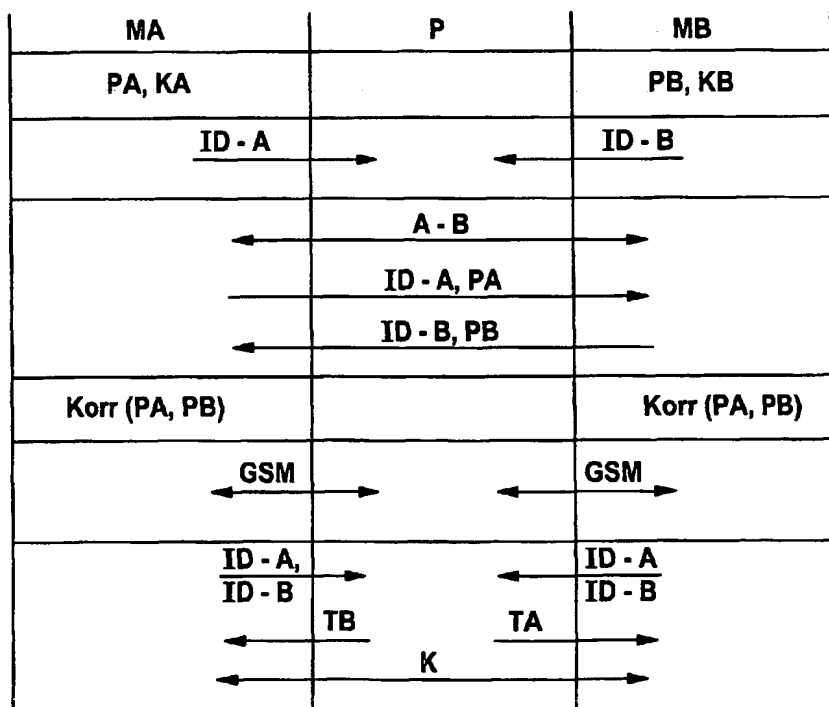 MA P MB
PA, KA PB, KB
ID - A ID - B
A - B
ID - A, PA
ID - B, PB
Korr (PA, PB) Korr (PA, PB)
GSM GSM
ID - A, ID - A
ID - B ID - B
TB TA
K